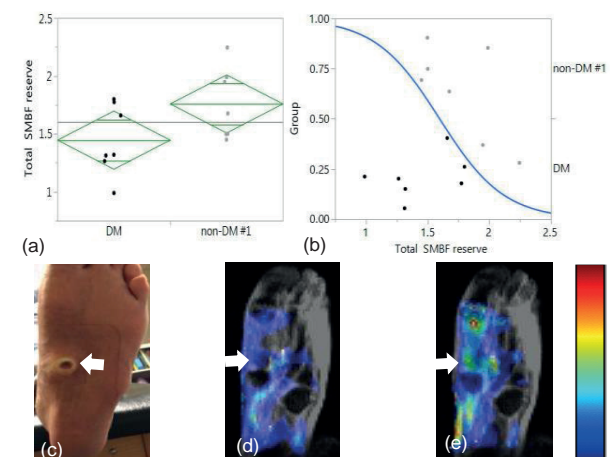 2.5
2
1.5
1
Total SMBF reserve
DM
non-DM #1
(a)
1.00
0.75
0.50
0.25
0.00
Group
non-DM #1
DM
1
1.5
2
2.5
Total SMBF reserve
(b)
(c)
(d)
(e)